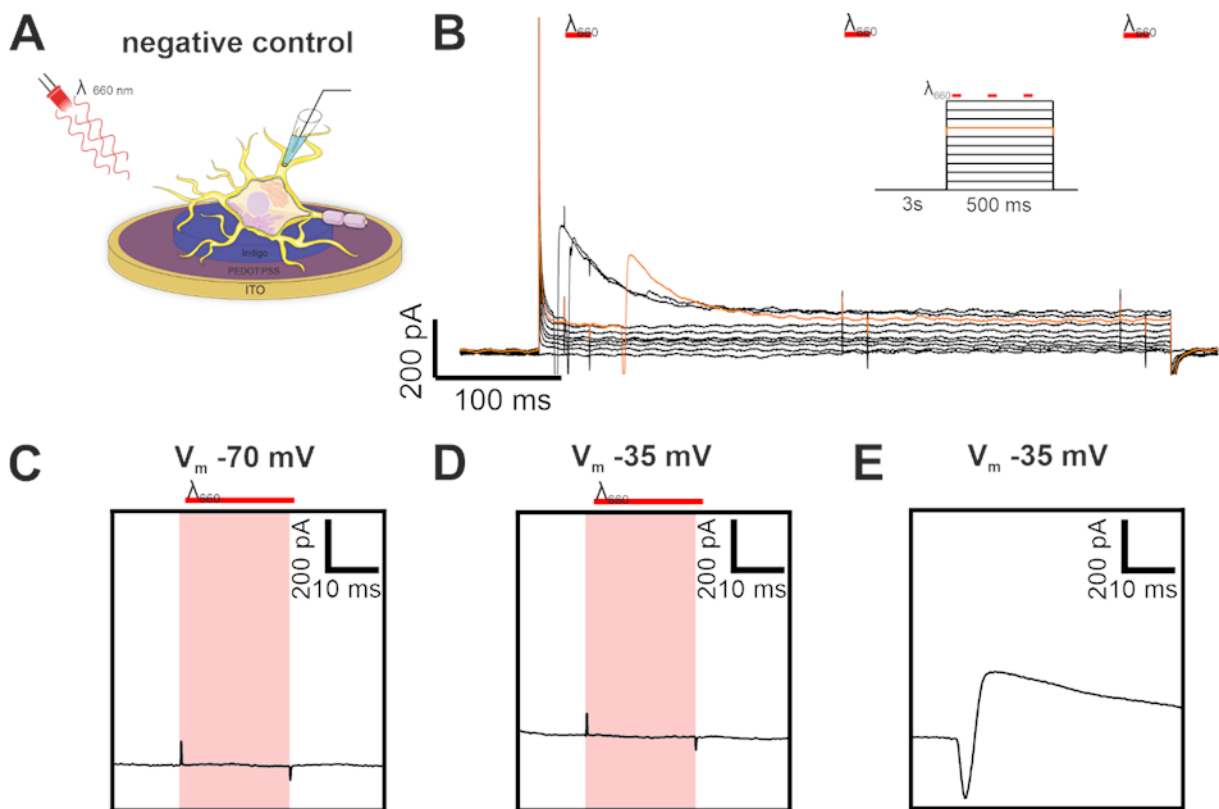 A
negative control
λ 660 nm
Indigo
PEDOT:PSS
ITO
B
λ660
λ660
λ660
λ660
3s
500 ms
200 pA
100 ms
C
Vm -70 mV
λ660
200 pA
10 ms
D
Vm -35 mV
λ660
200 pA
10 ms
E
Vm -35 mV
200 pA
10 ms